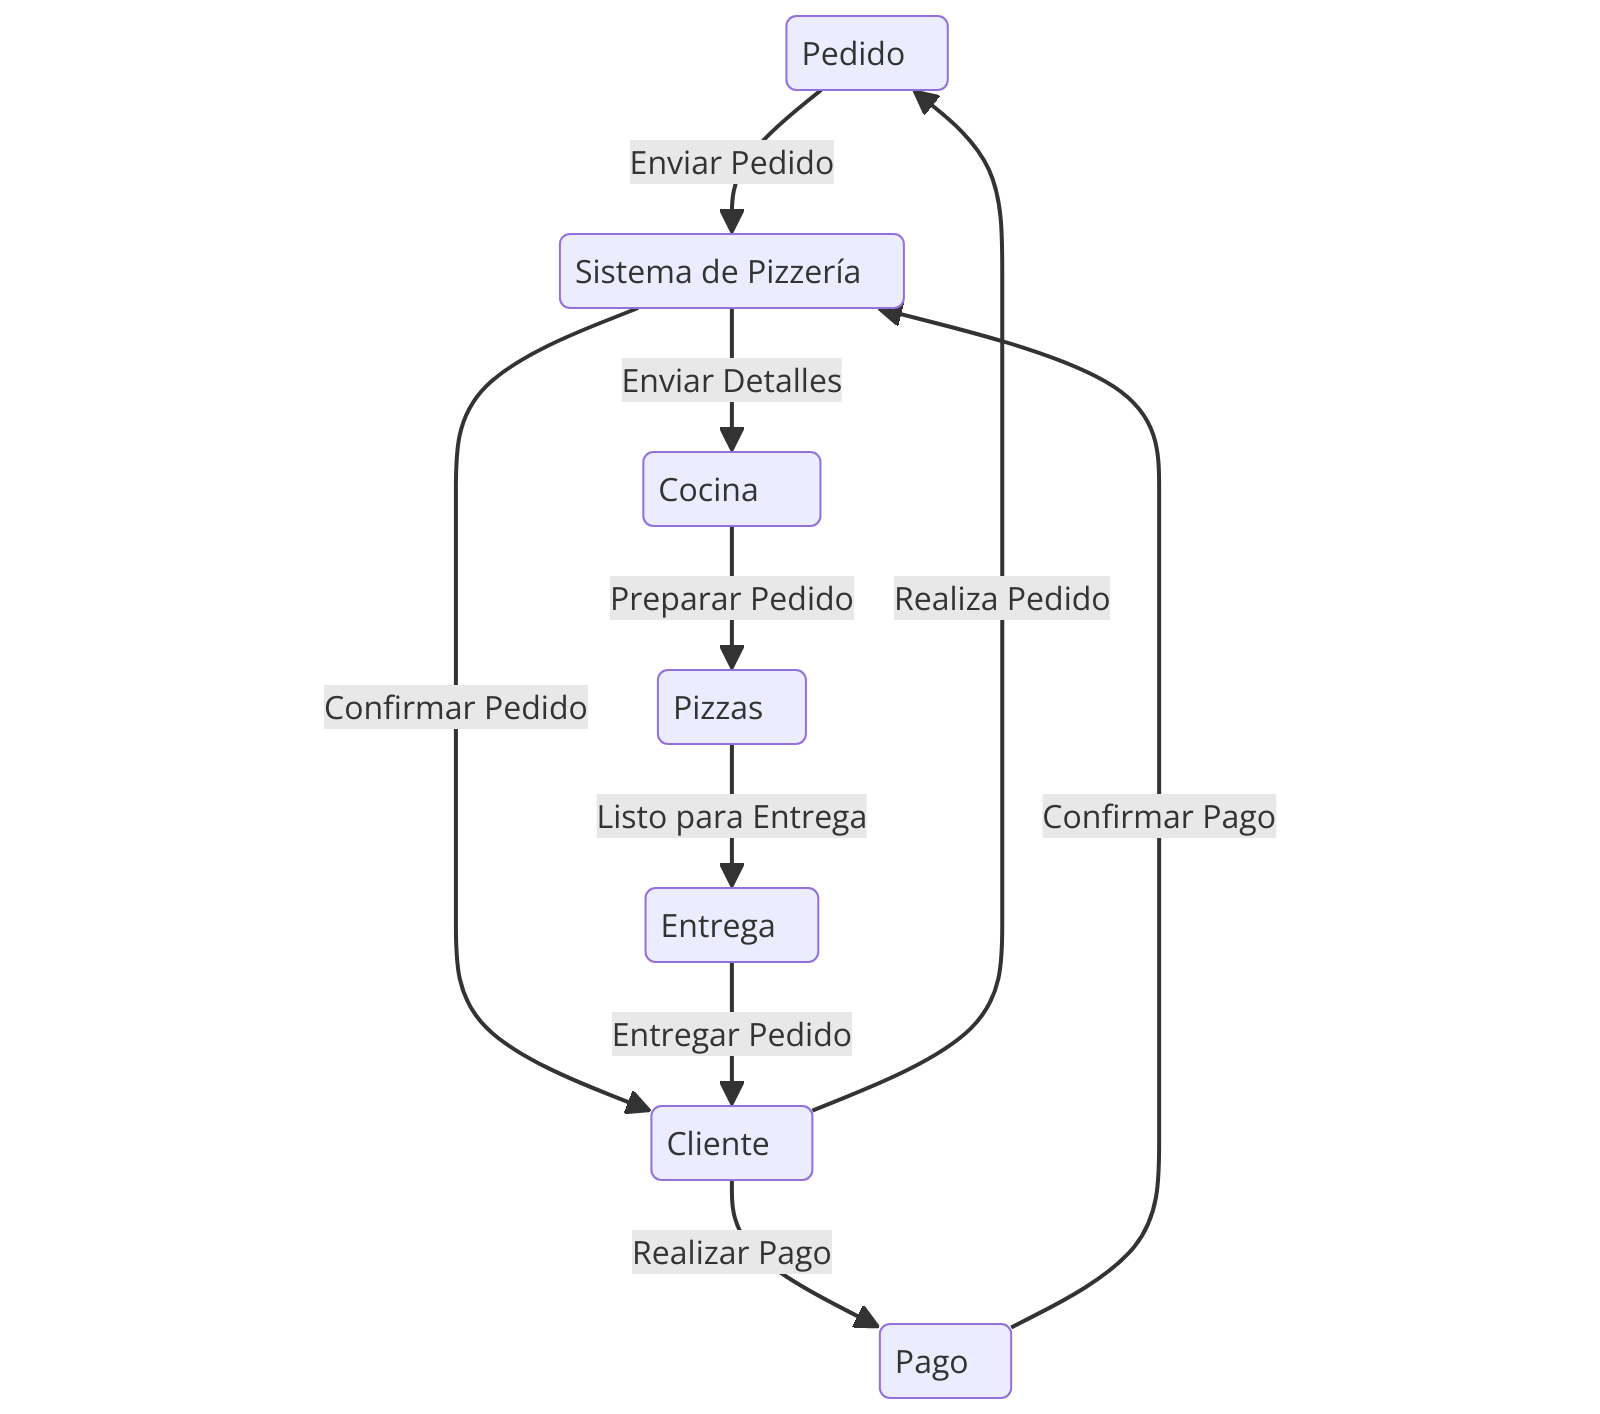 Pedido
Enviar Pedido
Sistema de Pizzería
Enviar Detalles
Cocina
Preparar Pedido
Realiza Pedido
Pizzas
Confirmar Pedido
Listo para Entrega
Confirmar Pago
Entrega
Entregar Pedido
Cliente
Realizar Pago
Pago